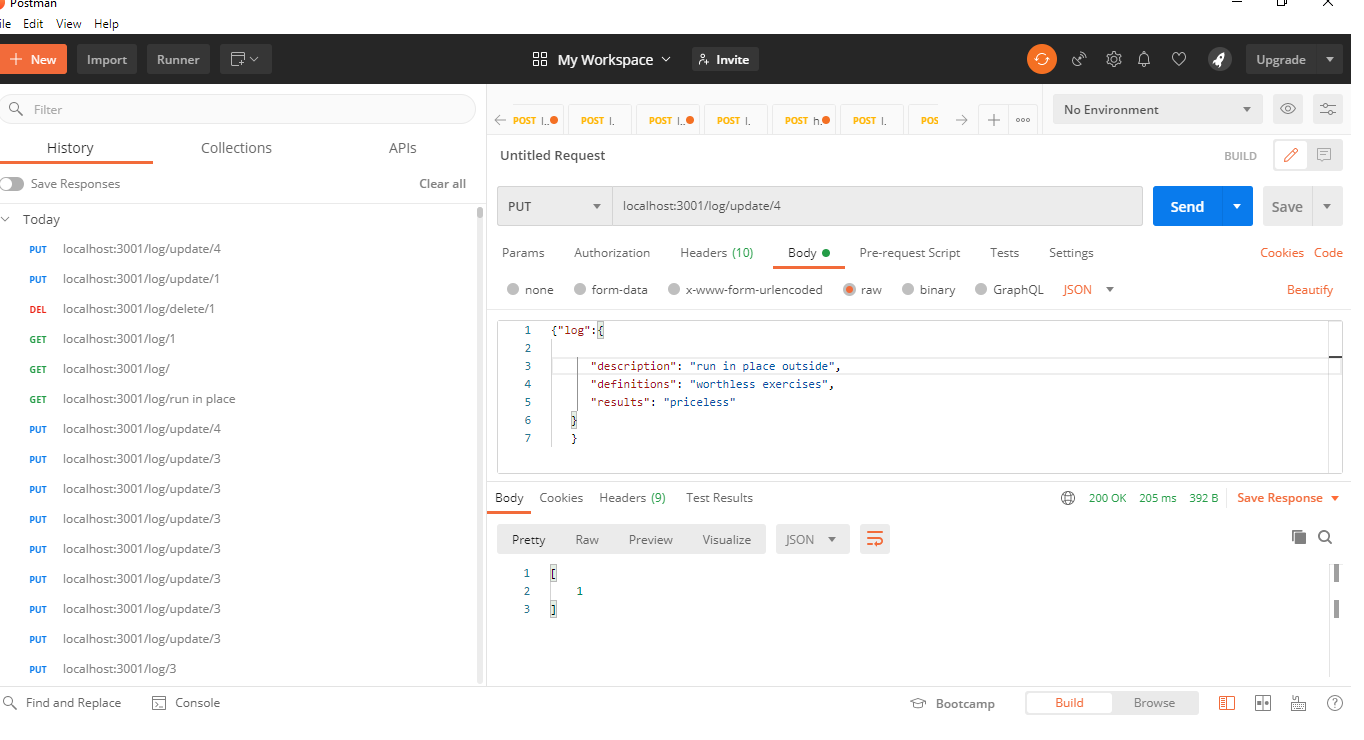 Postman
ile Edit View Help
New Import Runner My Workspace Invite Upgrade
Filter
History Collections APIs
Save Responses Clear all
Today
PUT localhost:3001/log/update/4
PUT localhost:3001/log/update/1
DEL localhost:3001/log/delete/1
GET localhost:3001/log/1
GET localhost:3001/log/
GET localhost:3001/log/run in place
PUT localhost:3001/log/update/4
PUT localhost:3001/log/update/3
PUT localhost:3001/log/update/3
PUT localhost:3001/log/update/3
PUT localhost:3001/log/update/3
PUT localhost:3001/log/update/3
PUT localhost:3001/log/update/3
PUT localhost:3001/log/update/3
PUT localhost:3001/log/3
POST l.. POST l. POST l.. POST l. POST h. POST l. POS
No Environment
Untitled Request BUILD
PUT localhost:3001/log/update/4 Send Save
Params Authorization Headers (10) Body Pre-request Script Tests Settings Cookies Code
none form-data x-www-form-urlencoded raw binary GraphQL JSON Beautify
1 {"log":{
2
3 "description": "run in place outside",
4 "definitions": "worthless exercises",
5 "results": "priceless"
6 }
7 }
Body Cookies Headers (9) Test Results 200 OK 205 ms 392 B Save Response
Pretty Raw Preview Visualize JSON
1 [
2 1
3 ]
Find and Replace Console Bootcamp Build Browse